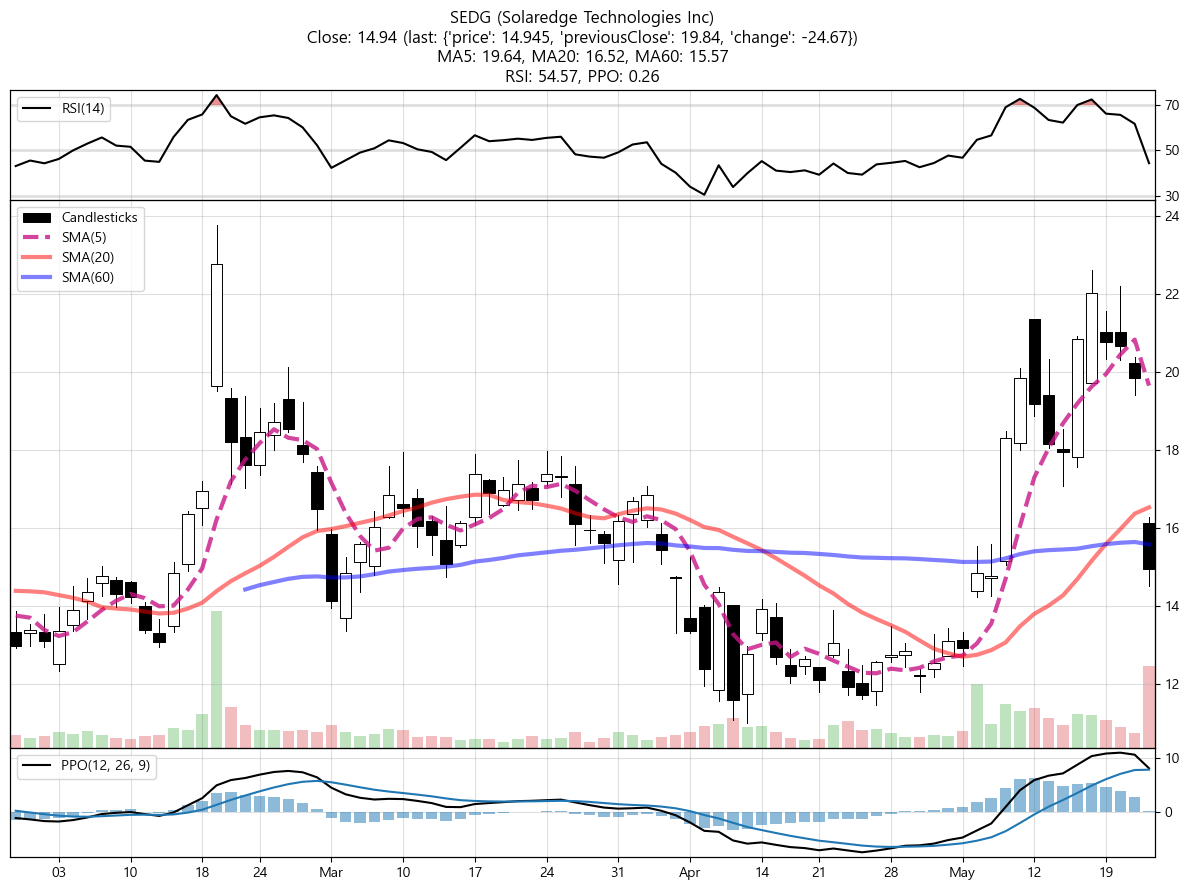 SEDG (Solaredge Technologies Inc)
Close: 14.94 (last: {'price': 14.945, 'previousClose': 19.84, 'change': -24.67})
MA5: 19.64, MA20: 16.52, MA60: 15.57
RSI: 54.57, PPO: 0.26
RSI(14)
70
50
30
Candlesticks
SMA(5)
SMA(20)
SMA(60)
24
22
20
18
16
14
12
PPO(12, 26, 9)
10
0
03 10 18 24 Mar 10 17 24 31 Apr 14 21 28 May 12 19